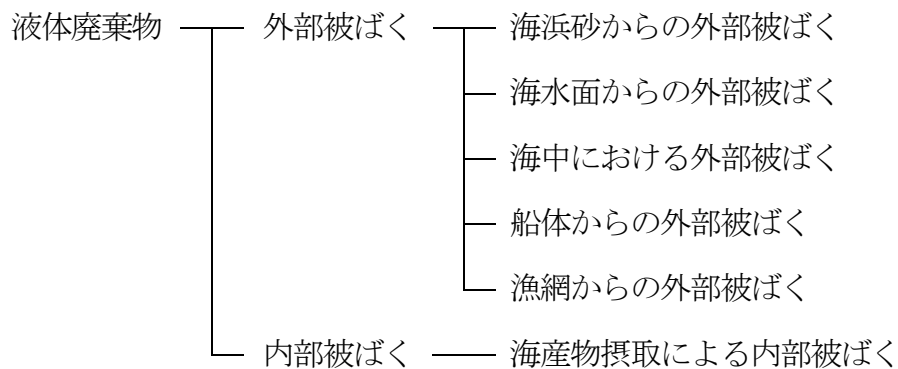 液体廃棄物 外部被ばく 海浜砂からの外部被ばく
海水面からの外部被ばく
海中における外部被ばく
船体からの外部被ばく
漁網からの外部被ばく
内部被ばく 海産物摂取による内部被ばく